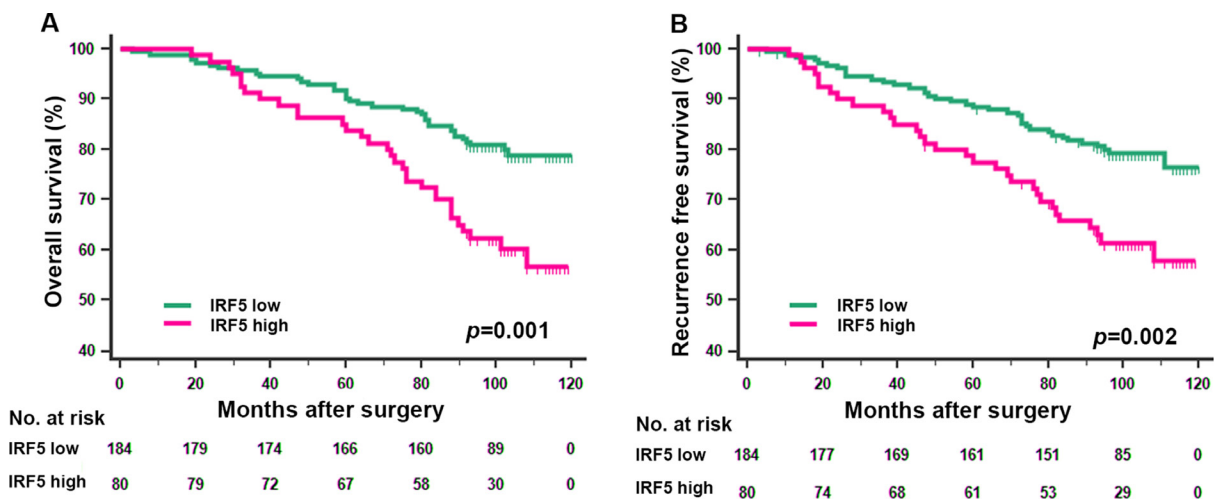 A
Overall survival (%)
100
90
80
70
60
50
40
IRF5 low
IRF5 high
p=0.001
0 20 40 60 80 100 120
Months after surgery
No. at risk
IRF5 low 184 179 174 166 160 89 0
IRF5 high 80 79 72 67 58 30 0
B
Recurrence free survival (%)
100
90
80
70
60
50
40
IRF5 low
IRF5 high
p=0.002
0 20 40 60 80 100 120
Months after surgery
No. at risk
IRF5 low 184 177 169 161 151 85 0
IRF5 high 80 74 68 61 53 29 0